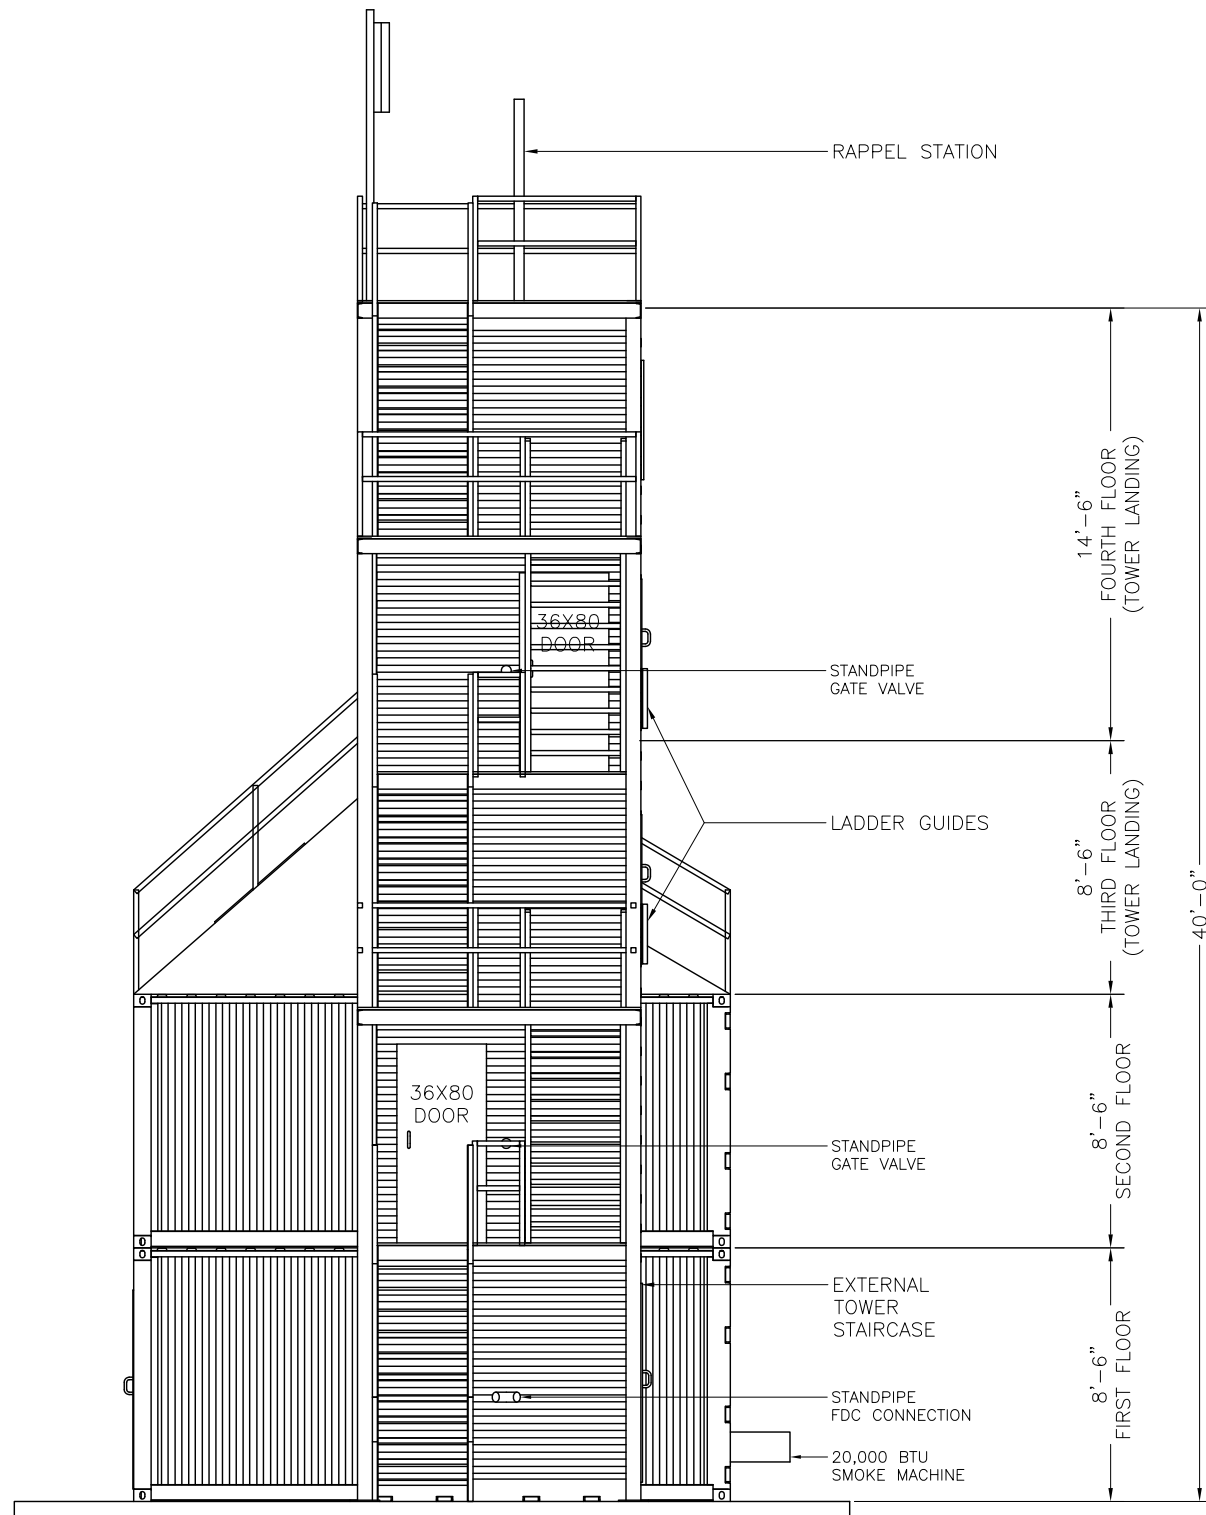 RAPPEL STATION
14'-6"
FOURTH FLOOR
(TOWER LANDING)
36X80
DOOR
STANDPIPE
GATE VALVE
LADDER GUIDES
8'-6"
THIRD FLOOR
(TOWER LANDING)
40'-0"
36X80
DOOR
STANDPIPE
GATE VALVE
8'-6"
SECOND FLOOR
EXTERNAL
TOWER
STAIRCASE
STANDPIPE
FDC CONNECTION
8'-6"
FIRST FLOOR
20,000 BTU
SMOKE MACHINE